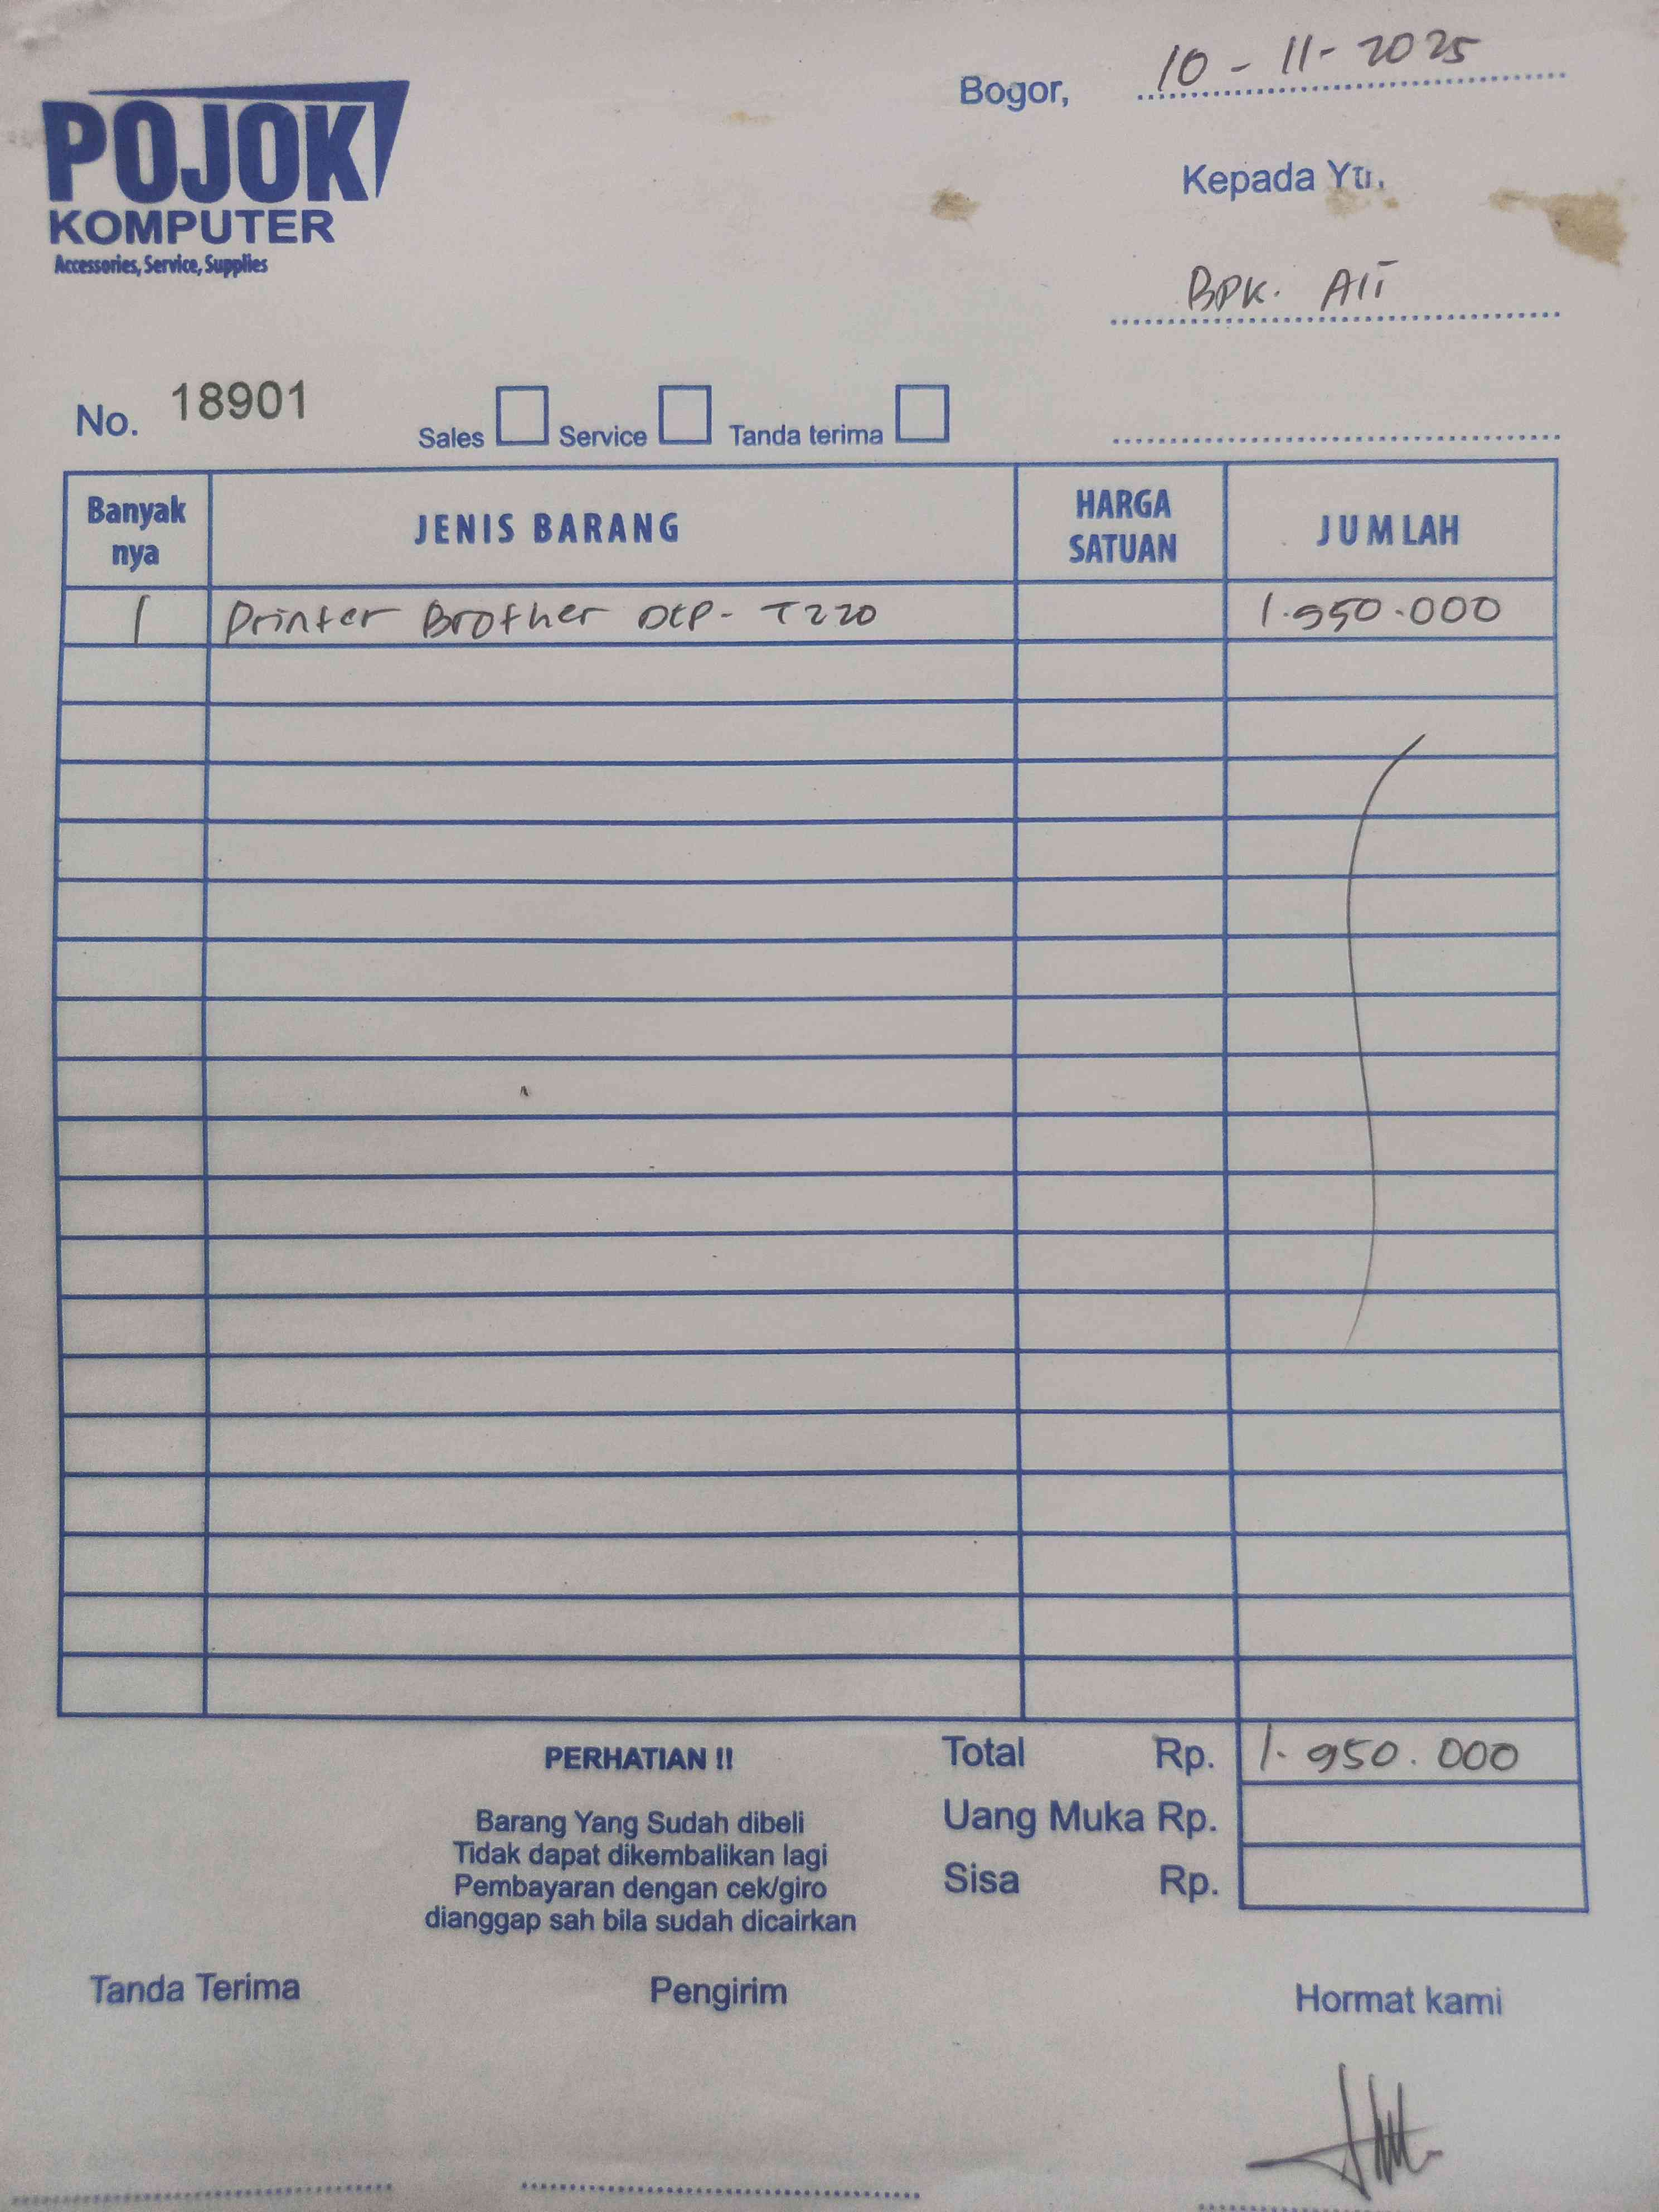 POJOK
KOMPUTER
Accessories, Service, Supplies
Bogor, 10 - 11 - 2025
Kepada Yth.
Bpk. Ali
No. 18901
Sales Service Tanda terima
Banyak nya JENIS BARANG HARGA SATUAN JUMLAH
1 Printer Brother DCP- T220 1.950.000
PERHATIAN !!
Barang Yang Sudah dibeli
Tidak dapat dikembalikan lagi
Pembayaran dengan cek/giro
dianggap sah bila sudah dicairkan
Total Rp. 1.950.000
Uang Muka Rp.
Sisa Rp.
Tanda Terima Pengirim Hormat kami